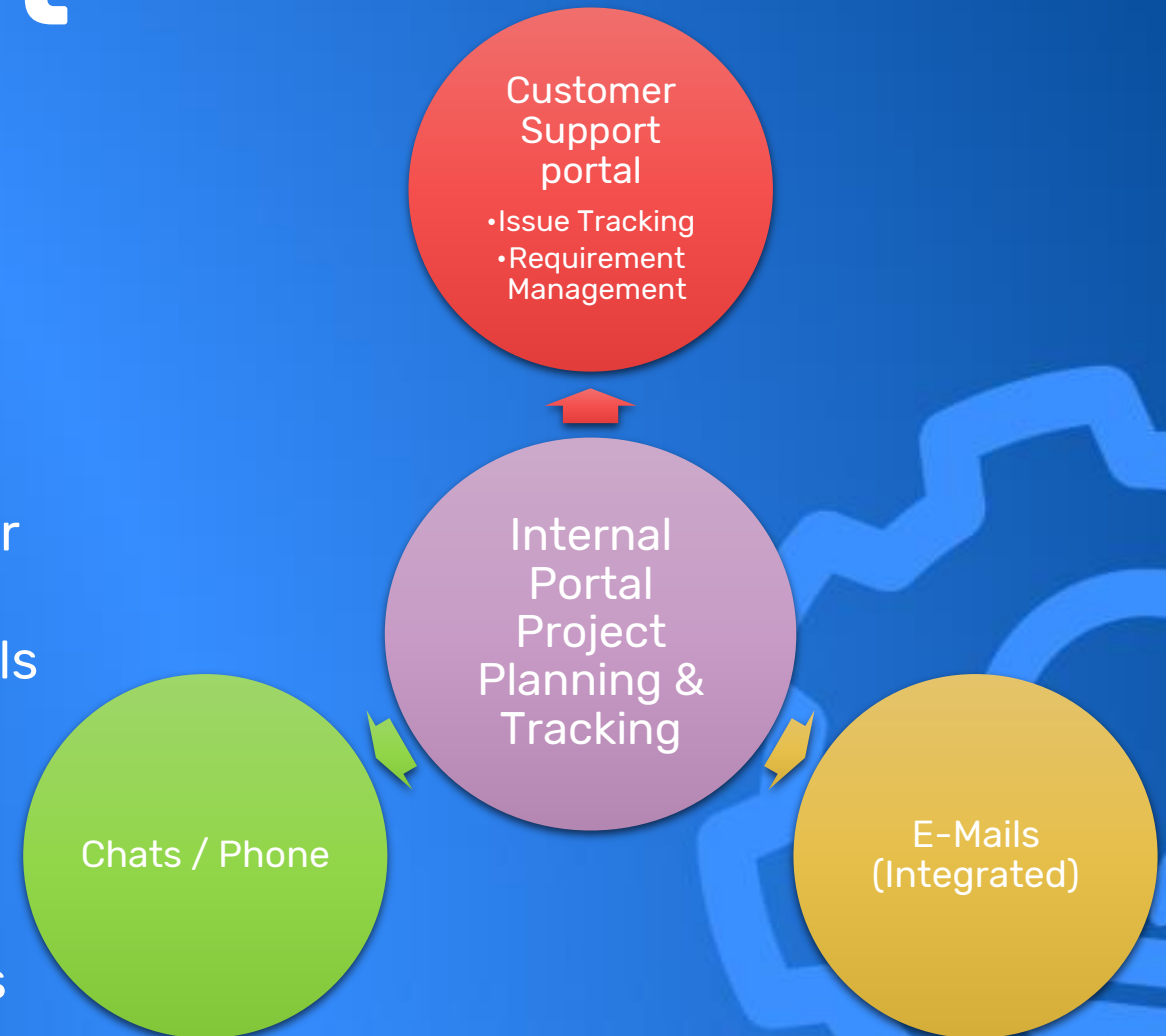 Customer
Support
portal
•Issue Tracking
•Requirement
Management
Internal
Portal
Project
Planning &
Tracking
Chats / Phone
E-Mails
(Integrated)